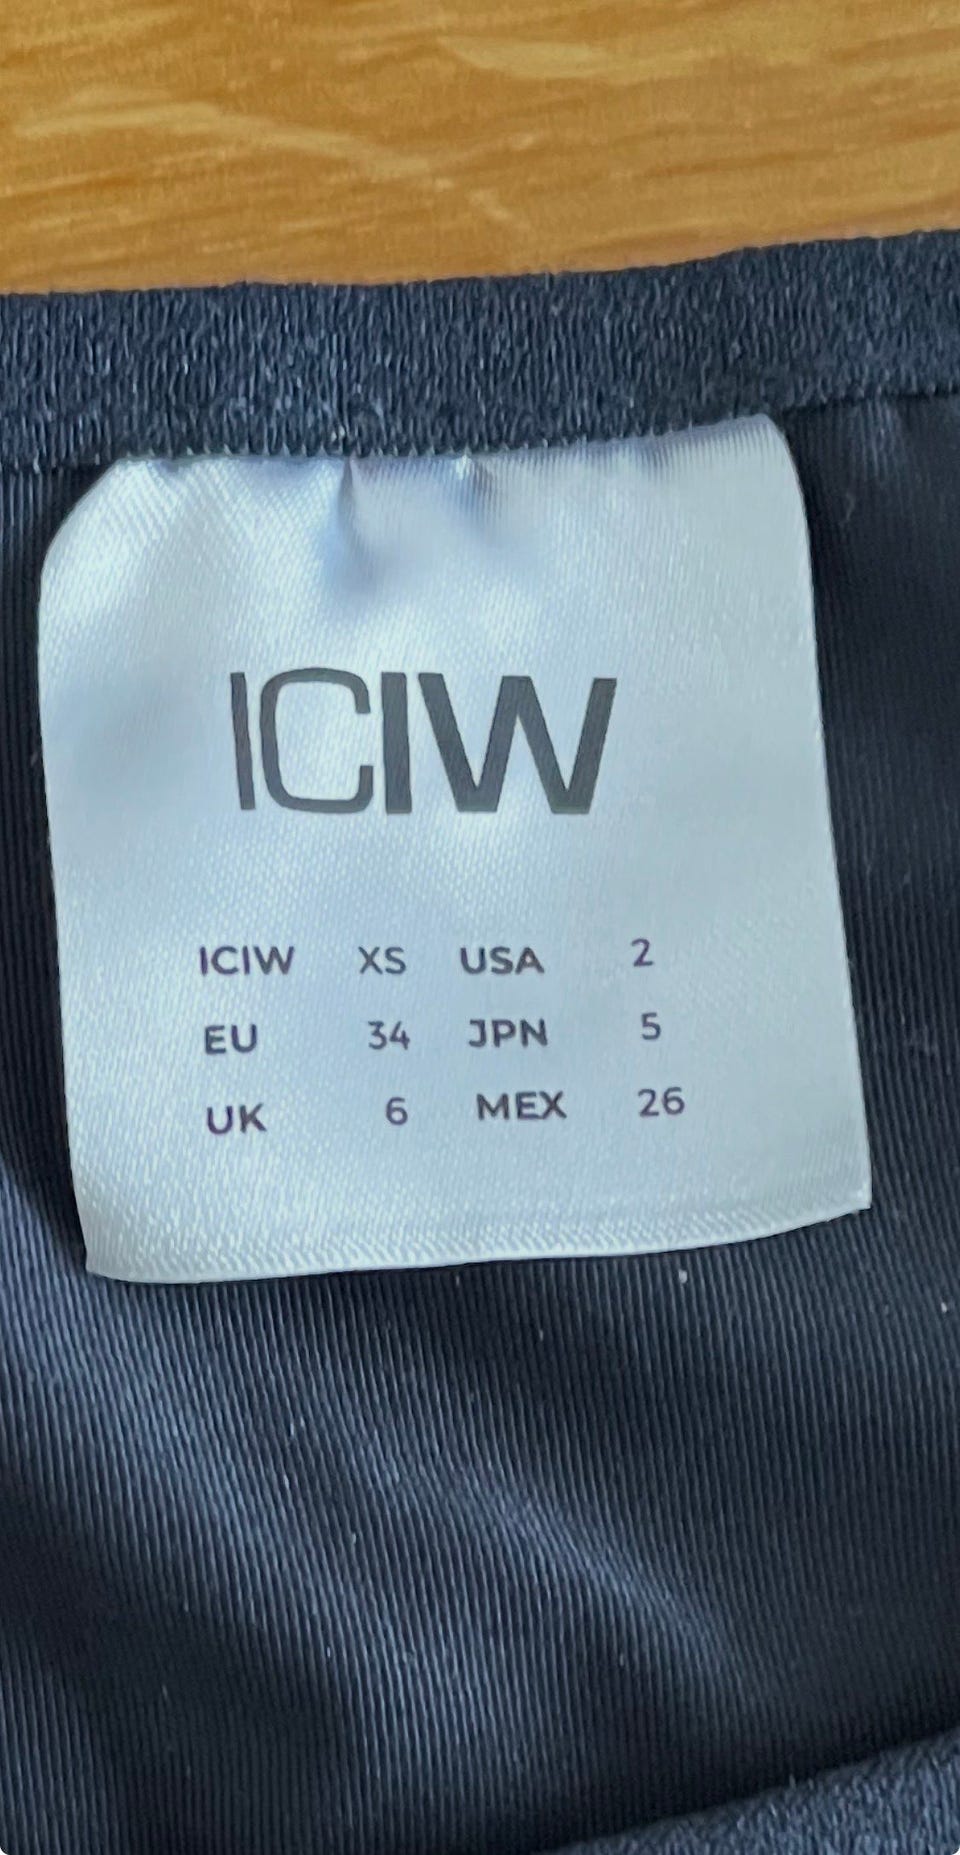 ICIW
ICIW XS USA 2
EU 34 JPN 5
UK 6 MEX 26